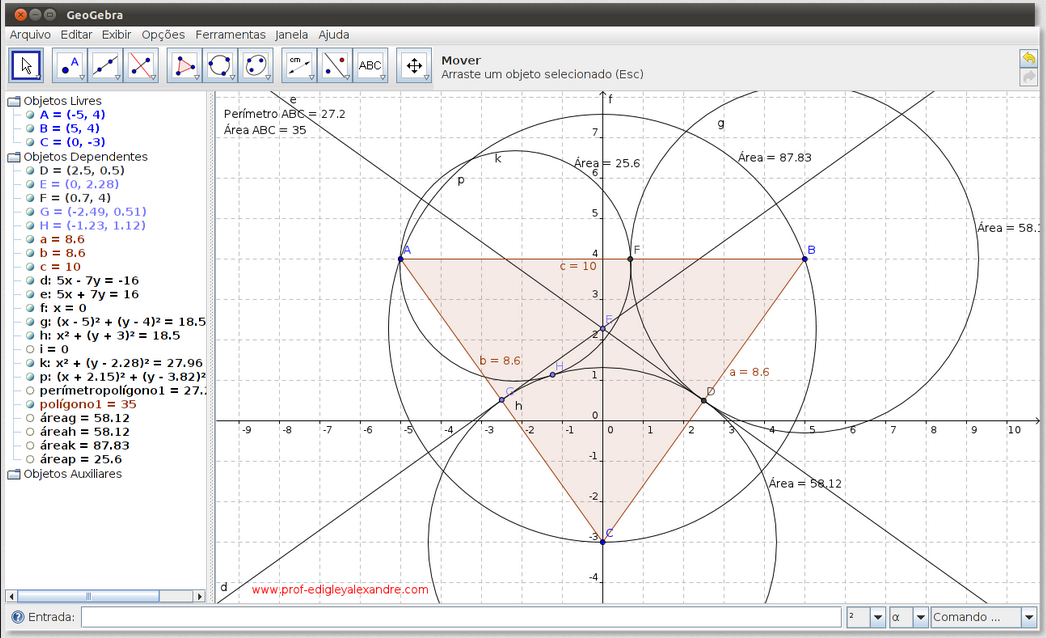 GeoGebra
Arquivo Editar Exibir Opções Ferramentas Janela Ajuda
A
cm
ABC
Mover
Arraste um objeto selecionado (Esc)
Objetos Livres
A = (-5, 4)
B = (5, 4)
C = (0, -3)
Objetos Dependentes
D = (2.5, 0.5)
E = (0, 2.28)
F = (0.7, 4)
G = (-2.49, 0.51)
H = (-1.23, 1.12)
a = 8.6
b = 8.6
c = 10
d: 5x - 7y = -16
e: 5x + 7y = 16
f: x = 0
g: (x - 5)² + (y - 4)² = 18.5
h: x² + (y + 3)² = 18.5
i = 0
k: x² + (y - 2.28)² = 27.96
p: (x + 2.15)² + (y - 3.82)²
perímetropolígono1 = 27.
polígono1 = 35
áreag = 58.12
áreah = 58.12
áreak = 87.83
áreap = 25.6
Objetos Auxiliares
e
f
Perímetro ABC = 27.2
Área ABC = 35
g
7
k
Área = 25.6
Área = 87.83
p
6
5
Área = 58.1
A
F
B
4
c = 10
3
E
2
b = 8.6
H
a = 8.6
1
G
D
h
0
-9 -8 -7 -6 -5 -4 -3 -2 -1 0 1 2 3 4 5 6 7 8 9 10
-1
Área = 58.12
-2
C
-3
-4
d
www.prof-edigleyalexandre.com
Entrada:
²
α
Comando ...